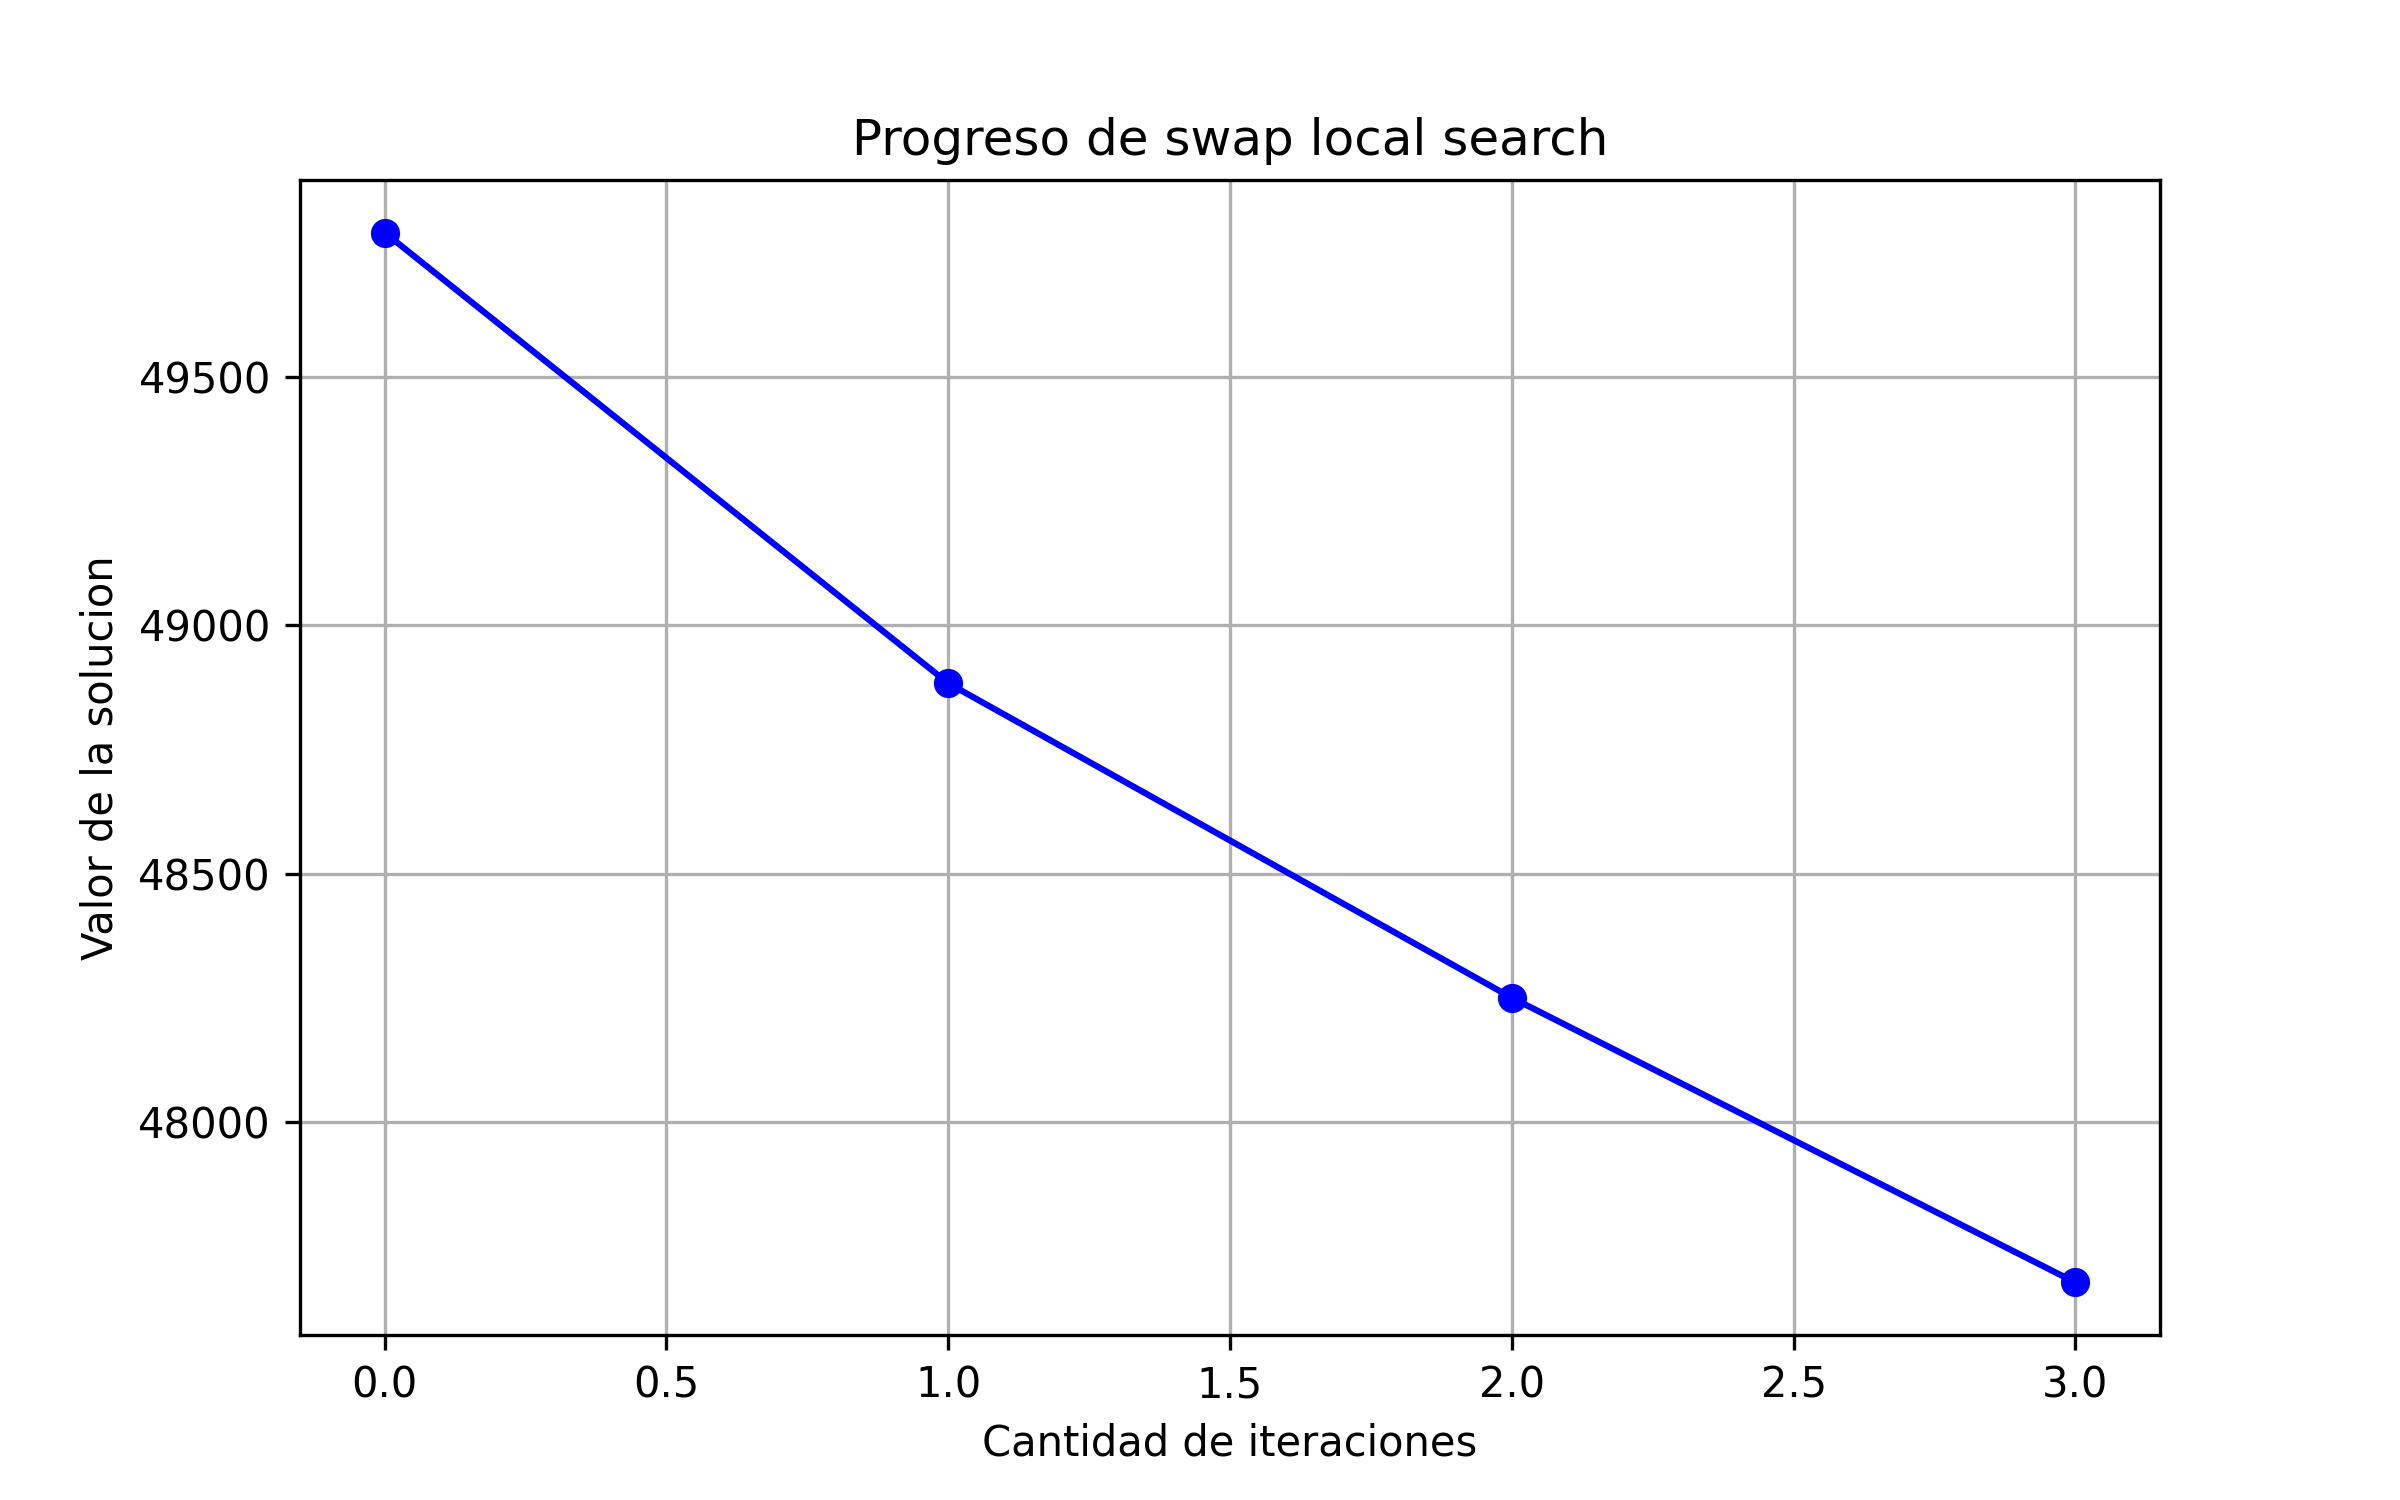 Progreso de swap local search
49500
49000
48500
48000
Valor de la solucion
0.0 0.5 1.0 1.5 2.0 2.5 3.0
Cantidad de iteraciones